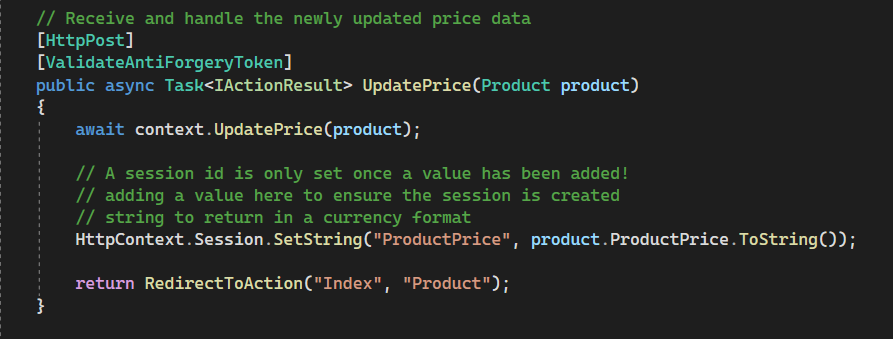 // Receive and handle the newly updated price data
[HttpPost]
[ValidateAntiForgeryToken]
public async Task<IActionResult> UpdatePrice(Product product)
{
await context.UpdatePrice(product);
// A session id is only set once a value has been added!
// adding a value here to ensure the session is created
// string to return in a currency format
HttpContext.Session.SetString("ProductPrice", product.ProductPrice.ToString());
return RedirectToAction("Index", "Product");
}